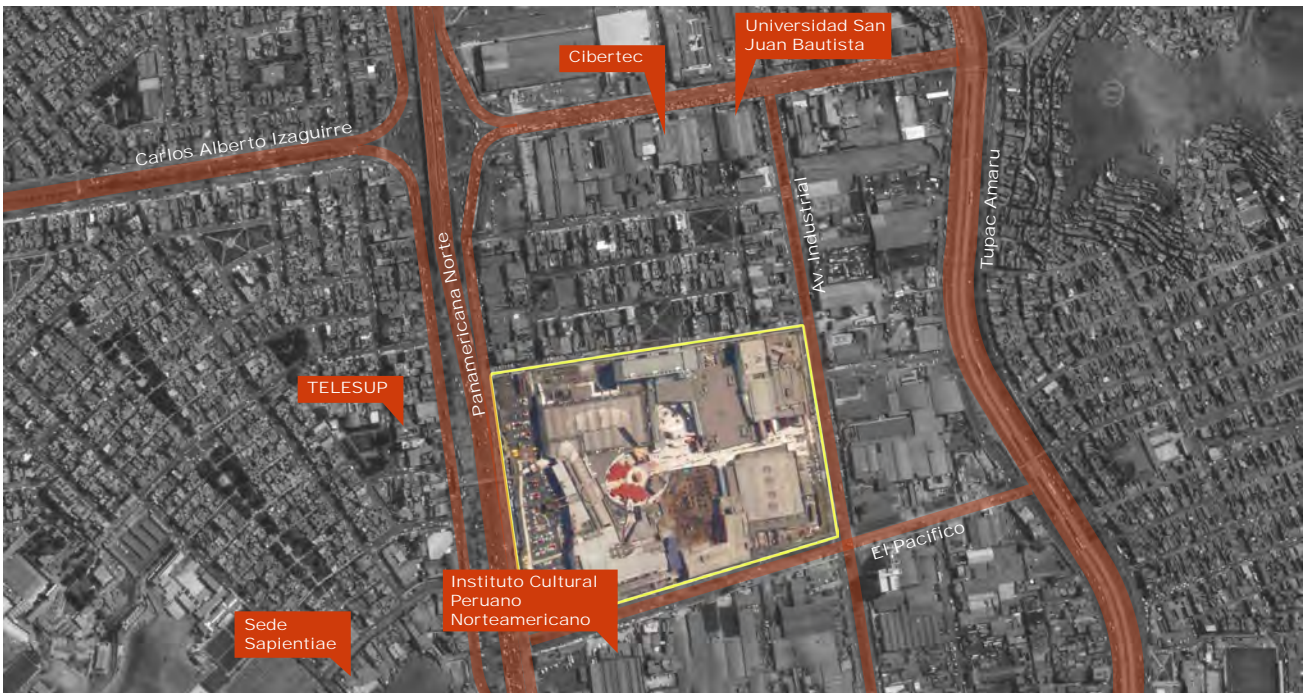 Universidad San
Juan Bautista
Cibertec
Carlos Alberto Izaguirre
Tupac Amaru
Av. Industrial
Panamericana Norte
TELESUP
El Pacifico
Instituto Cultural
Peruano
Norteamericano
Sede
Sapientiae